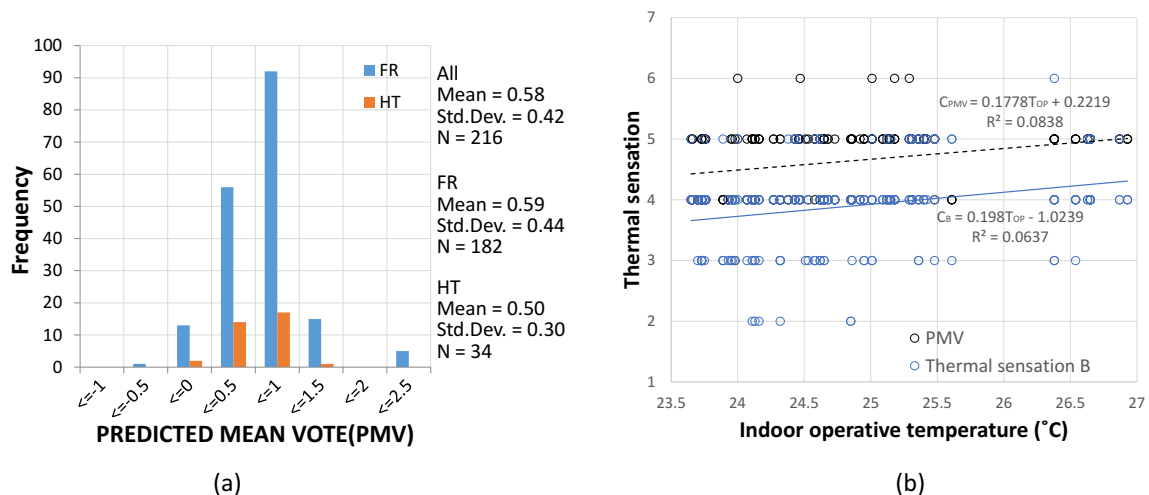 100
90
80
70
60
50
40
30
20
10
0
Frequency
FR
HT
All
Mean = 0.58
Std.Dev. = 0.42
N = 216
FR
Mean = 0.59
Std.Dev. = 0.44
N = 182
HT
Mean = 0.50
Std.Dev. = 0.30
N = 34
<=-1
<=-0.5
<=0
<=0.5
<=1
<=1.5
<=2
<=2.5
PREDICTED MEAN VOTE(PMV)
(a)
7
6
5
4
3
2
1
Thermal sensation
C_PMV = 0.1778T_OP + 0.2219
R² = 0.0838
C_B = 0.198T_OP - 1.0239
R² = 0.0637
PMV
Thermal sensation B
23.5
24
24.5
25
25.5
26
26.5
27
Indoor operative temperature (˚C)
(b)